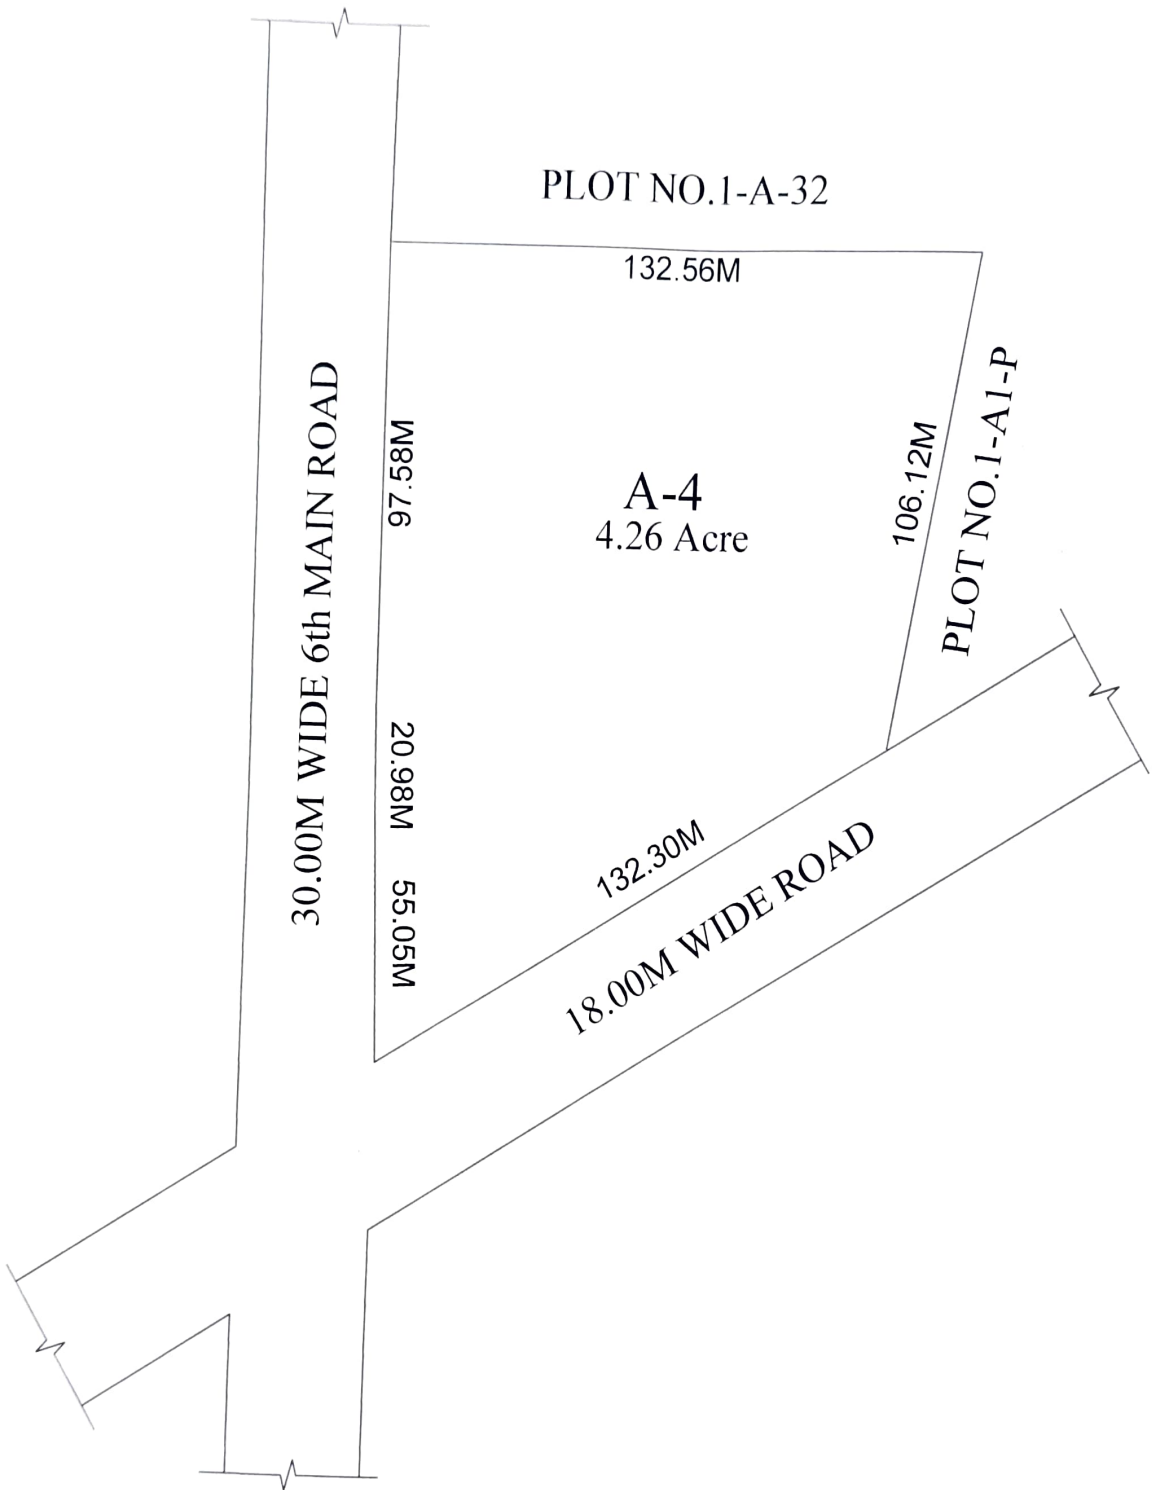 PLOT NO.1-A-32
132.56M
30.00M WIDE 6th MAIN ROAD
97.58M
A-4
4.26 Acre
106.12M
PLOT NO.1-A1-P
20.98M
55.05M
132.30M
18.00M WIDE ROAD